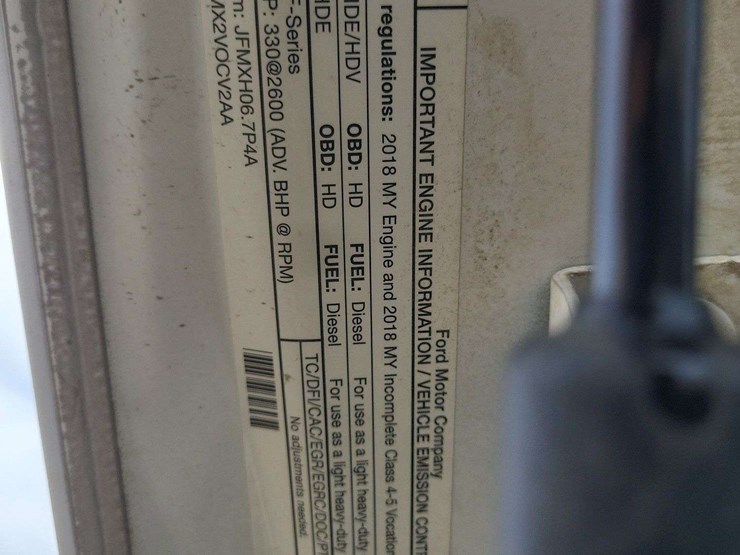 Ford Motor Company
IMPORTANT ENGINE INFORMATION / VEHICLE EMISSION CONT
regulations: 2018 MY Engine and 2018 MY Incomplete Class 4-5 Vocation
IDE/HDV OBD: HD FUEL: Diesel For use as a light heavy-duty
IDE OBD: HD FUEL: Diesel For use as a light heavy-duty
F-Series TC/DFI/CAC/EGR/EGRC/DOC/P
P: 330@2600 (ADV. BHP @ RPM) No adjustments needed.
m: JFMXH06.7P4A
MX2VOCV2AA